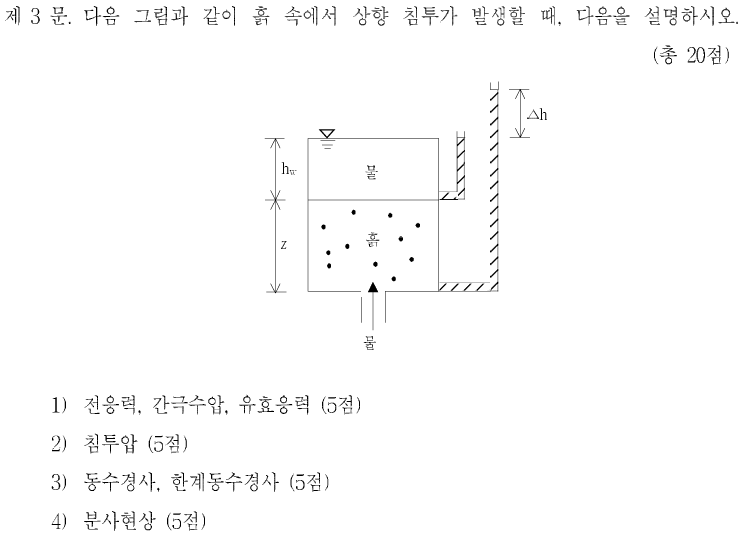 제 3 문. 다음 그림과 같이 흙 속에서 상향 침투가 발생할 때, 다음을 설명하시오.
(총 20점)
Δh
hw
물
z
흙
물
1) 전응력, 간극수압, 유효응력 (5점)
2) 침투압 (5점)
3) 동수경사, 한계동수경사 (5점)
4) 분사현상 (5점)